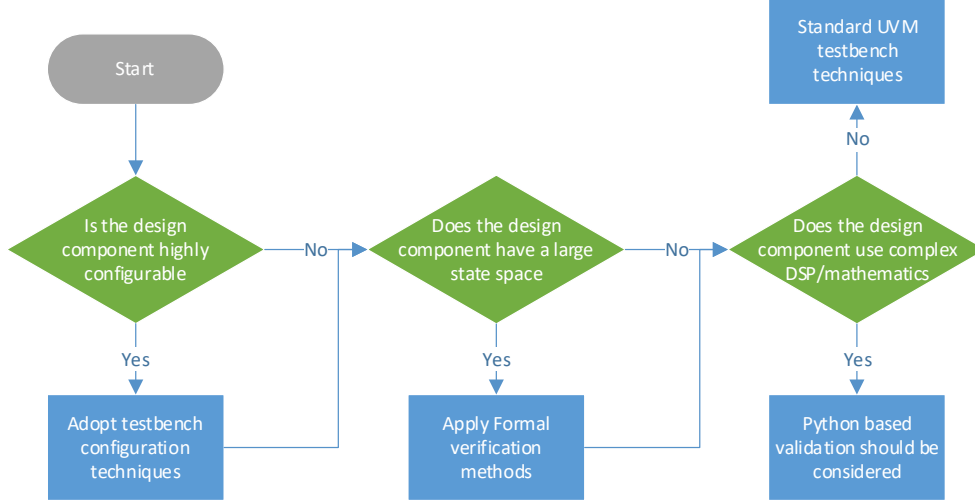 Start
Is the design
component highly
configurable
No
Yes
Adopt testbench
configuration
techniques
Does the design
component have a large
state space
No
Yes
Apply Formal
verification
methods
Does the design
component use complex
DSP/mathematics
No
Standard UVM
testbench
techniques
Yes
Python based
validation should be
considered